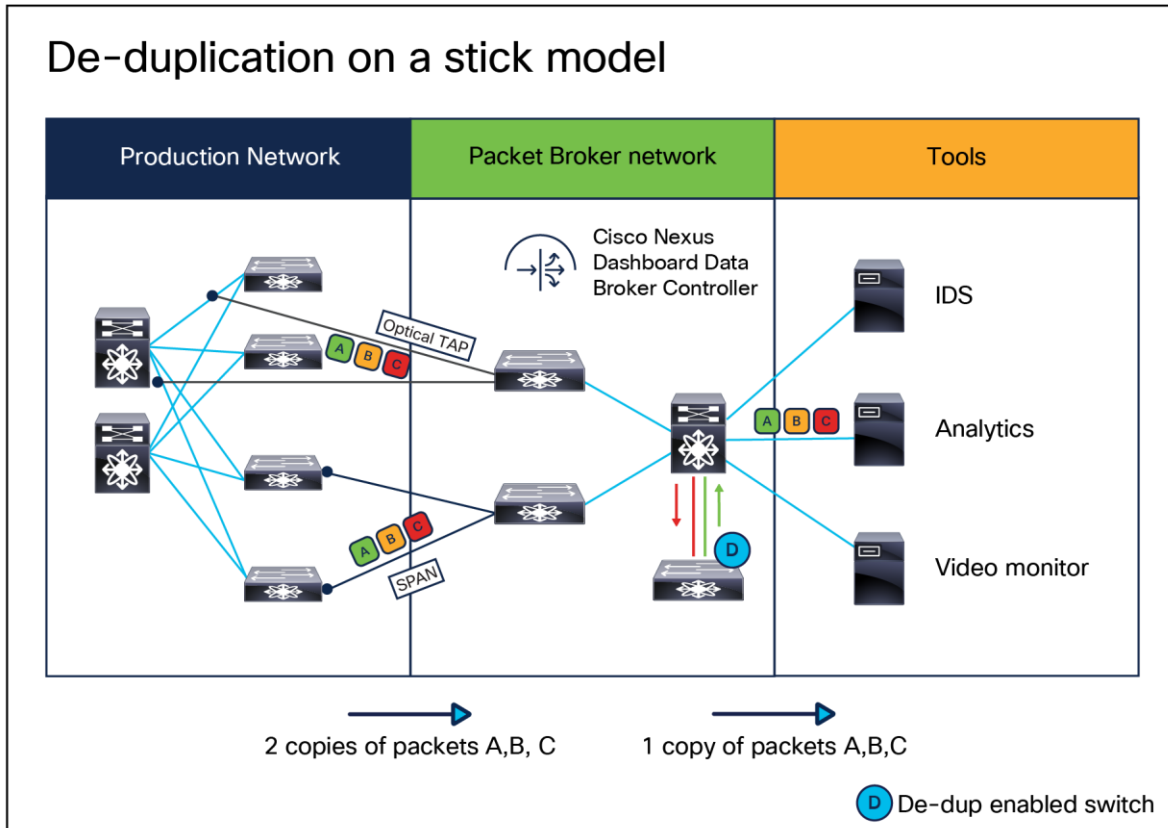 De-duplication on a stick model
Production Network
Packet Broker network
Tools
Cisco Nexus
Dashboard Data
Broker Controller
Optical TAP
A B C
IDS
A B C
Analytics
A B C
SPAN
D
Video monitor
2 copies of packets A,B, C
1 copy of packets A,B,C
D De-dup enabled switch